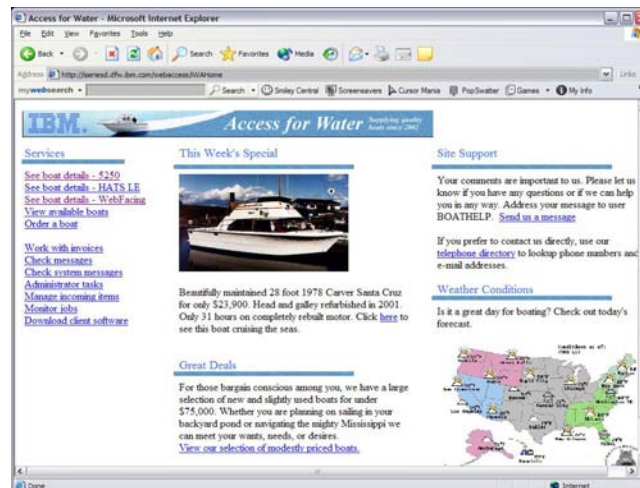 Access for Water - Microsoft Internet Explorer
File Edit View Favorites Tools Help
Back Search Favorites Media
Address http://iseriesd.dfw.ibm.com/webaccess/iWAHome Links
mywebsearch Search Smiley Central Screensavers Cursor Mania PopSwatter Games My Info
IBM. Access for Water Supplying quality
boats since 2002
Services
See boat details - 5250
See boat details - HATS LE
See boat details - WebFacing
View available boats
Order a boat
Work with invoices
Check messages
Check system messages
Administrator tasks
Manage incoming items
Monitor jobs
Download client software
This Week's Special
Beautifully maintained 28 foot 1978 Carver Santa Cruz
for only $23,900. Head and galley refurbished in 2001.
Only 31 hours on completely rebuilt motor. Click here to
see this boat cruising the seas.
Great Deals
For those bargain conscious among you, we have a large
selection of new and slightly used boats for under
$75,000. Whether you are planning on sailing in your
backyard pond or navigating the mighty Mississippi we
can meet your wants, needs, or desires.
View our selection of modestly priced boats.
Site Support
Your comments are important to us. Please let us
know if you have any questions or if we can help
you in any way. Address your message to user
BOATHELP. Send us a message
If you prefer to contact us directly, use our
telephone directory to lookup phone numbers and
e-mail addresses.
Weather Conditions
Is it a great day for boating? Check out today's
forecast.
Conditions as of:
Done Internet